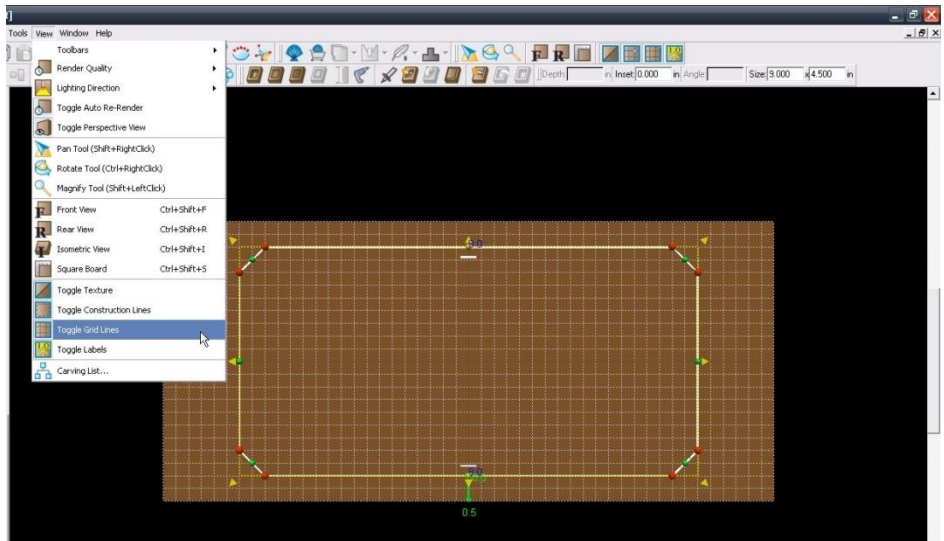 ]
Tools View Window Help
Depth: in Inset: 0.000 in Angle: Size: 9.000 x 4.500 in
Toolbars
Render Quality
Lighting Direction
Toggle Auto Re-Render
Toggle Perspective View
Pan Tool (Shift+RightClick)
Rotate Tool (Ctrl+RightClick)
Magnify Tool (Shift+LeftClick)
Front View Ctrl+Shift+F
Rear View Ctrl+Shift+R
Isometric View Ctrl+Shift+I
Square Board Ctrl+Shift+S
Toggle Texture
Toggle Construction Lines
Toggle Grid Lines
Toggle Labels
Carving List...
0.5